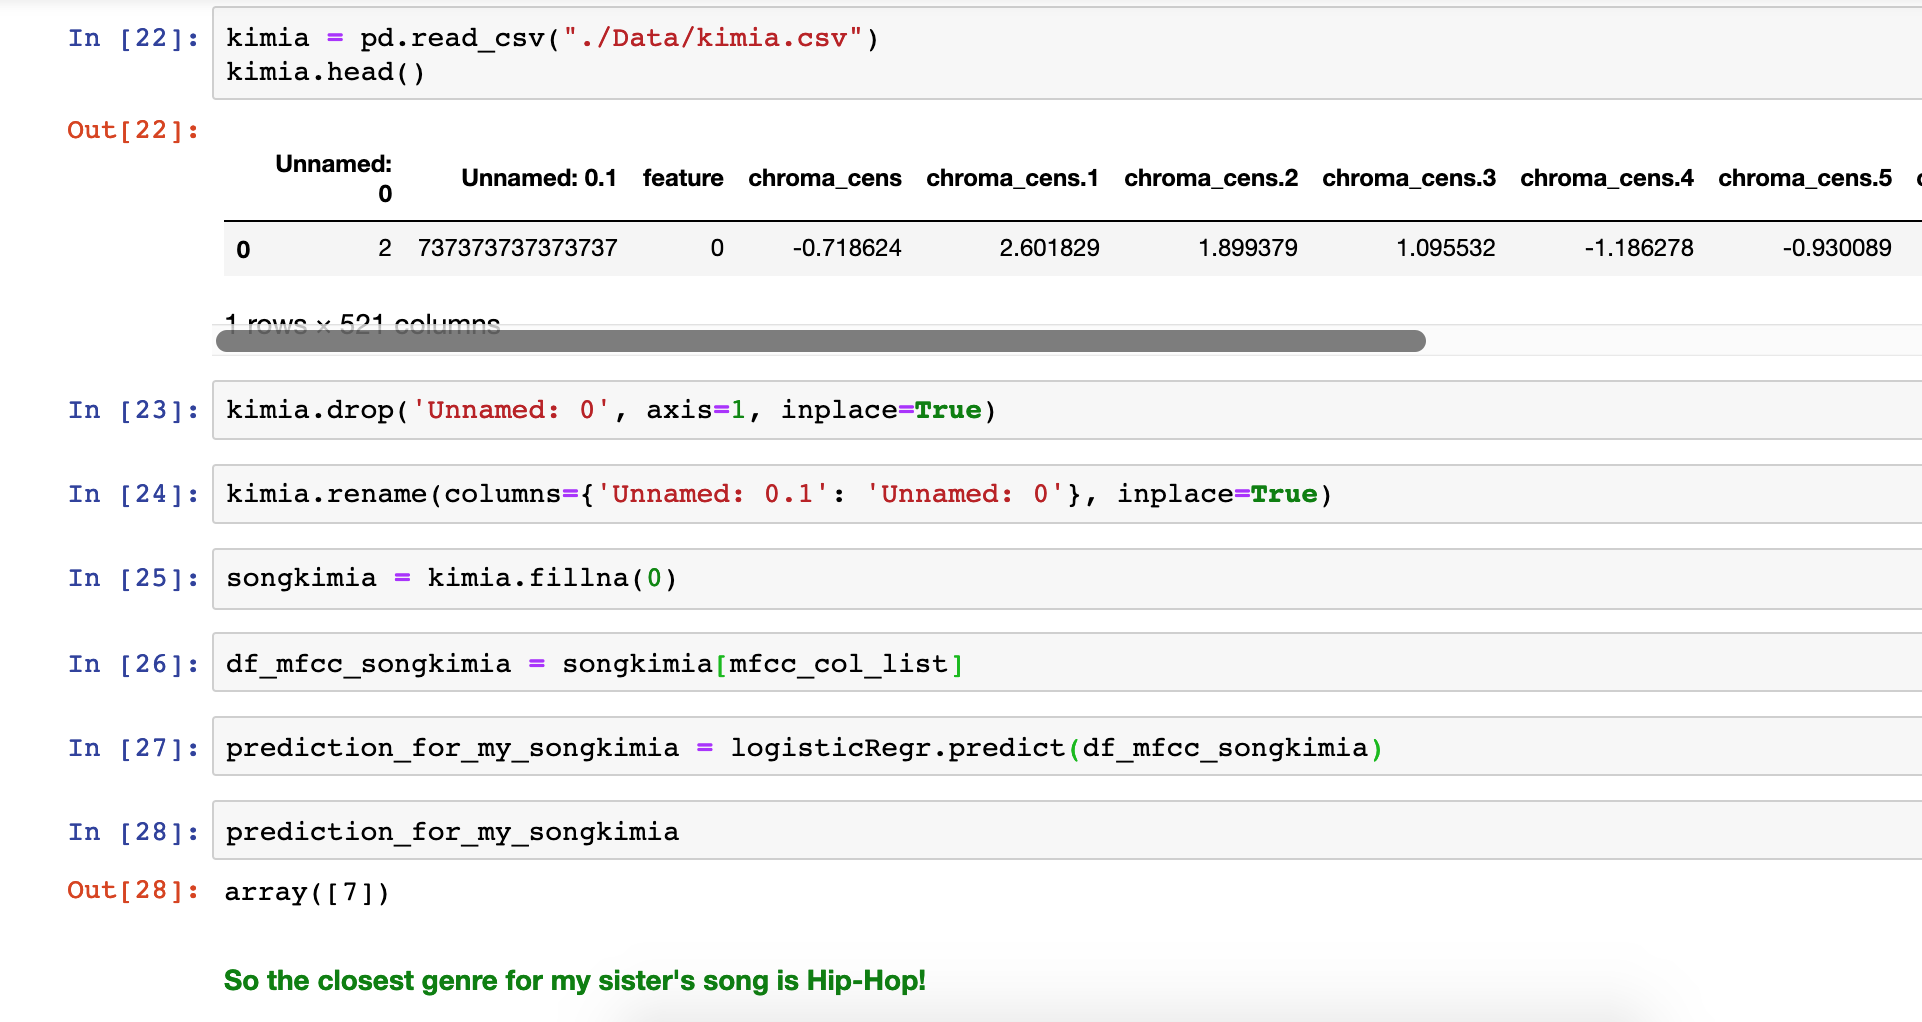 In [22]: kimia = pd.read_csv("./Data/kimia.csv")
kimia.head()
Out[22]:
Unnamed: 0 Unnamed: 0.1 feature chroma_cens chroma_cens.1 chroma_cens.2 chroma_cens.3 chroma_cens.4 chroma_cens.5
0 2 737373737373737 0 -0.718624 2.601829 1.899379 1.095532 -1.186278 -0.930089
1 rows × 521 columns
In [23]: kimia.drop('Unnamed: 0', axis=1, inplace=True)
In [24]: kimia.rename(columns={'Unnamed: 0.1': 'Unnamed: 0'}, inplace=True)
In [25]: songkimia = kimia.fillna(0)
In [26]: df_mfcc_songkimia = songkimia[mfcc_col_list]
In [27]: prediction_for_my_songkimia = logisticRegr.predict(df_mfcc_songkimia)
In [28]: prediction_for_my_songkimia
Out[28]: array([7])
So the closest genre for my sister's song is Hip-Hop!